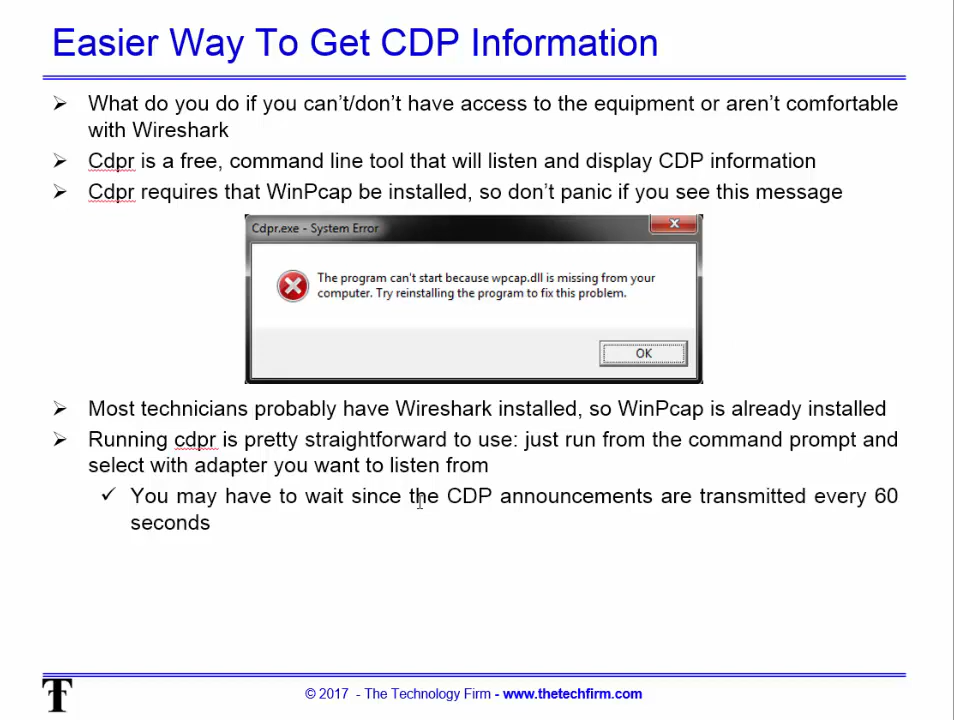 Easier Way To Get CDP Information
What do you do if you can't/don't have access to the equipment or aren't comfortable
with Wireshark
Cdpr is a free, command line tool that will listen and display CDP information
Cdpr requires that WinPcap be installed, so don't panic if you see this message
Cdpr.exe - System Error
The program can't start because wpcap.dll is missing from your
computer. Try reinstalling the program to fix this problem.
OK
Most technicians probably have Wireshark installed, so WinPcap is already installed
Running cdpr is pretty straightforward to use: just run from the command prompt and
select with adapter you want to listen from
You may have to wait since the CDP announcements are transmitted every 60
seconds
© 2017 - The Technology Firm - www.thetechfirm.com